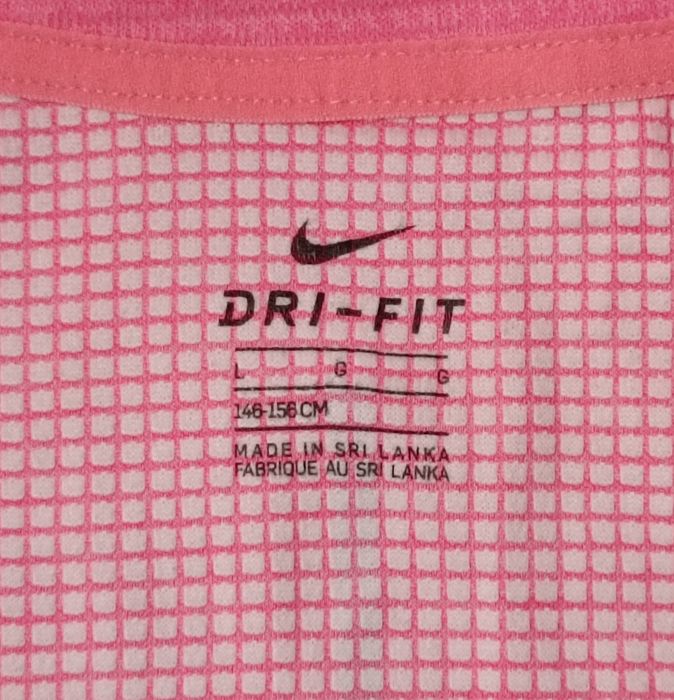 DRI-FIT
L G G
146-156 CM
MADE IN SRI LANKA
FABRIQUE AU SRI LANKA